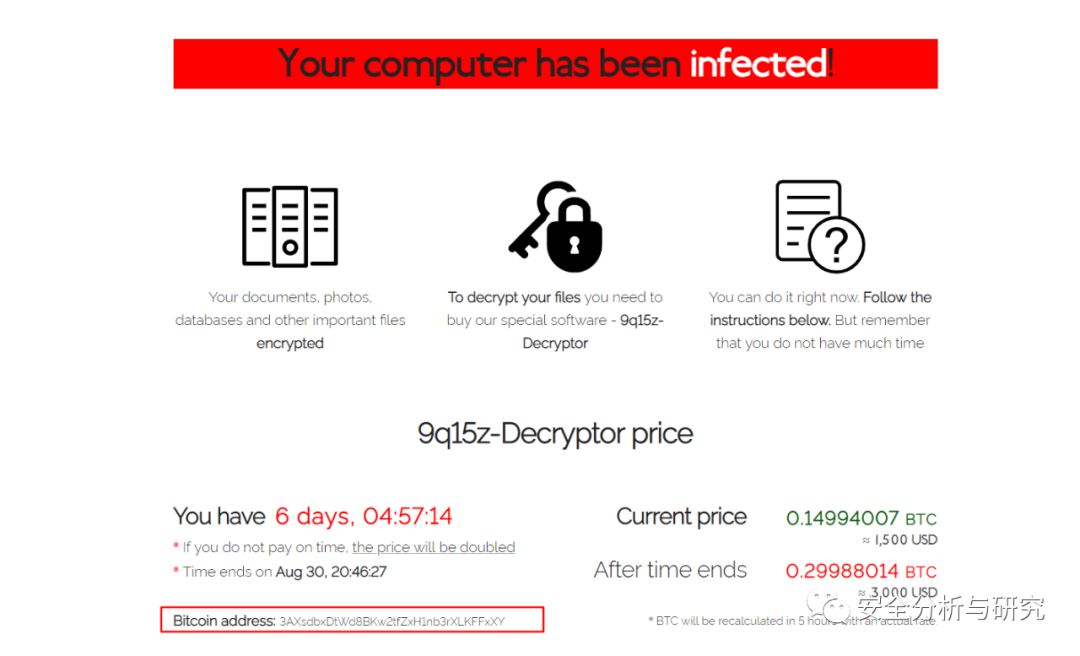 Your computer has been infected!
Your documents, photos,
databases and other important files
encrypted
To decrypt your files you need to
buy our special software - 9q15z-
Decryptor
You can do it right now. Follow the
instructions below. But remember
that you do not have much time
9q15z-Decryptor price
You have 6 days, 04:57:14
* If you do not pay on time, the price will be doubled
* Time ends on Aug 30, 20:46:27
Bitcoin address: 3AXsdbxDtWd8BKw2tfZxH1nb3rXLKFFxXY
Current price 0.14994007 BTC
≈ 1,500 USD
After time ends 0.29988014 BTC
≈ 3,000 USD
* BTC will be recalculated in 5 hours with an actual rate.
安全分析与研究